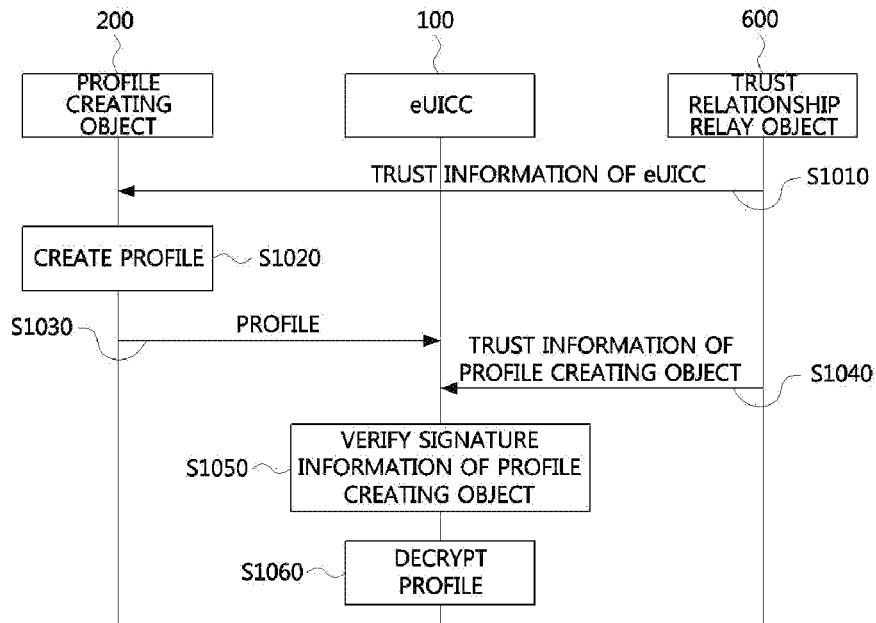 200
100
600
PROFILE
CREATING
OBJECT
eUICC
TRUST
RELATIONSHIP
RELAY OBJECT
TRUST INFORMATION OF eUICC
S1010
CREATE PROFILE
S1020
S1030
PROFILE
TRUST INFORMATION OF
PROFILE CREATING OBJECT
S1040
VERIFY SIGNATURE
INFORMATION OF PROFILE
CREATING OBJECT
S1050
DECRYPT
PROFILE
S1060